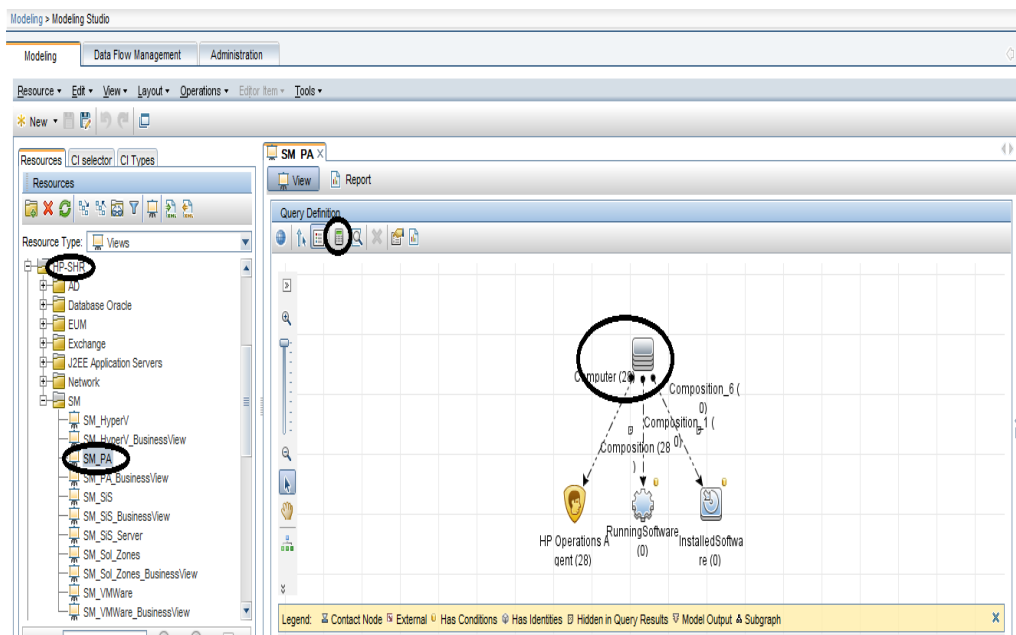 Modeling > Modeling Studio
Modeling Data Flow Management Administration
Resource Edit View Layout Operations Editor Item Tools
New
Resources CI selector CI Types
Resources
Resource Type: Views
HP-SHR
AD
Database Oracle
EUM
Exchange
J2EE Application Servers
Network
SM
SM_HyperV
SM_HyperV_BusinessView
SM_PA
SM_PA_BusinessView
SM_SiS
SM_SiS_BusinessView
SM_SiS_Server
SM_Sol_Zones
SM_Sol_Zones_BusinessView
SM_VMWare
SM_VMWare_BusinessView
SM PA
View Report
Query Definition
Computer (28)
Composition_6 (
0)
Composition_1 (
0)
Composition (28
)
HP Operations A
gent (28)
RunningSoftware
(0)
InstalledSoftwa
re (0)
Legend: Contact Node External Has Conditions Has Identities Hidden in Query Results Model Output Subgraph